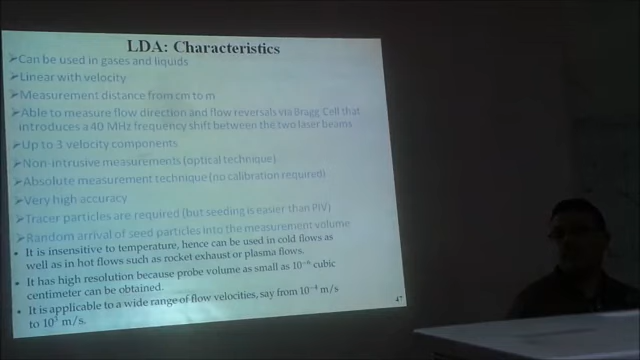 LDA: Characteristics
➢Can be used in gases and liquids
➢Linear with velocity
➢Measurement distance from cm to m
➢Able to measure flow direction and flow reversals via Bragg Cell that
introduces a 40 MHz frequency shift between the two laser beams
➢Up to 3 velocity components
➢Non-intrusive measurements (optical technique)
➢Absolute measurement technique (no calibration required)
➢Very high accuracy
➢Tracer particles are required (but seeding is easier than PIV)
➢Random arrival of seed particles into the measurement volume
• It is insensitive to temperature, hence can be used in cold flows as
well as in hot flows such as rocket exhaust or plasma flows.
• It has high resolution because probe volume as small as 10⁻⁶ cubic
centimeter can be obtained.
• It is applicable to a wide range of flow velocities, say from 10⁻⁴ m/s
to m/s.
47